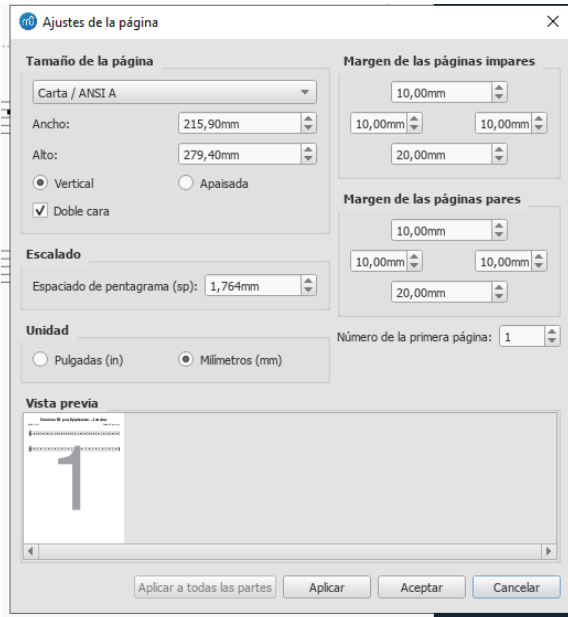 Ajustes de la página
Tamaño de la página
Carta / ANSI A
Ancho: 215,90mm
Alto: 279,40mm
Vertical Apaisada
Doble cara
Escalado
Espaciado de pentagrama (sp): 1,764mm
Unidad
Pulgadas (in) Milímetros (mm)
Margen de las páginas impares
10,00mm
10,00mm 10,00mm
20,00mm
Margen de las páginas pares
10,00mm
10,00mm 10,00mm
20,00mm
Número de la primera página: 1
Vista previa
1
Aplicar a todas las partes Aplicar Aceptar Cancelar